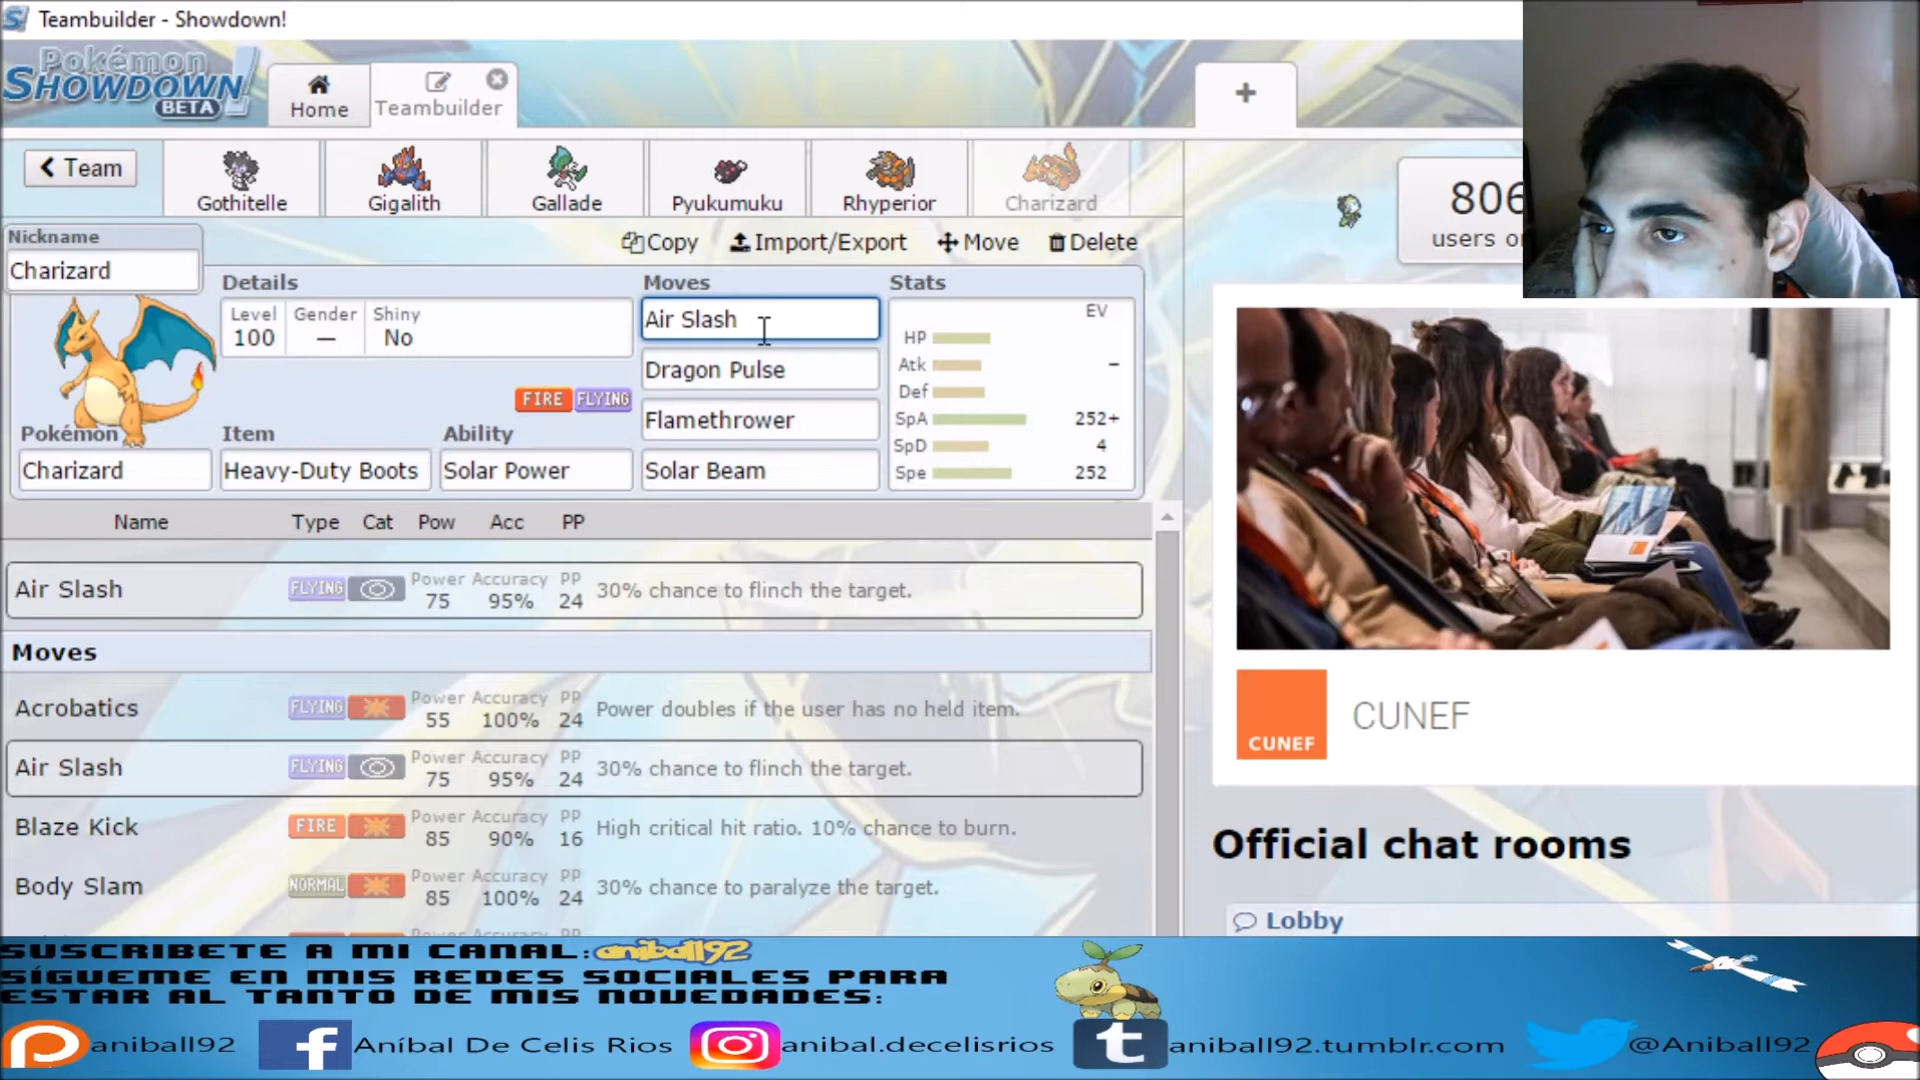 Teambuilder - Showdown!
Pokémon
SHOWDOWN!
BETA
Home
Teambuilder
+
Team
Gothitelle
Gigalith
Gallade
Pyukumuku
Rhyperior
Charizard
806
users o
Copy
Import/Export
Move
Delete
Nickname
Charizard
Details
Level
100
Gender
—
Shiny
No
FIRE FLYING
Pokémon
Charizard
Item
Heavy-Duty Boots
Ability
Solar Power
Moves
Air Slash
Dragon Pulse
Flamethrower
Solar Beam
Stats
EV
HP
Atk –
Def
SpA 252+
SpD 4
Spe 252
Name Type Cat Pow Acc PP
Air Slash FLYING Power 75 Accuracy 95% PP 24 30% chance to flinch the target.
Moves
Acrobatics FLYING Power 55 Accuracy 100% PP 24 Power doubles if the user has no held item.
Air Slash FLYING Power 75 Accuracy 95% PP 24 30% chance to flinch the target.
Blaze Kick FIRE Power 85 Accuracy 90% PP 16 High critical hit ratio. 10% chance to burn.
Body Slam NORMAL Power 85 Accuracy 100% PP 24 30% chance to paralyze the target.
CUNEF
CUNEF
Official chat rooms
Lobby
SUSCRIBETE A MI CANAL: aniball92
SÍGUEME EN MIS REDES SOCIALES PARA
ESTAR AL TANTO DE MIS NOVEDADES:
aniball92
Aníbal De Celis Rios
anibal.decelisrios
aniball92.tumblr.com
@Aniball92